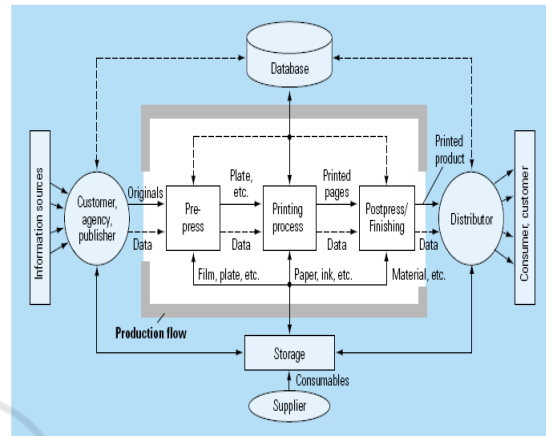 Database
Information sources
Customer,
agency,
publisher
Originals
Data
Pre-
press
Plate,
etc.
Data
Printing
process
Printed
pages
Data
Postpress/
Finishing
Printed
product
Data
Distributor
Consumer, customer
Film, plate, etc.
Paper, ink, etc.
Material, etc.
Production flow
Storage
Consumables
Supplier